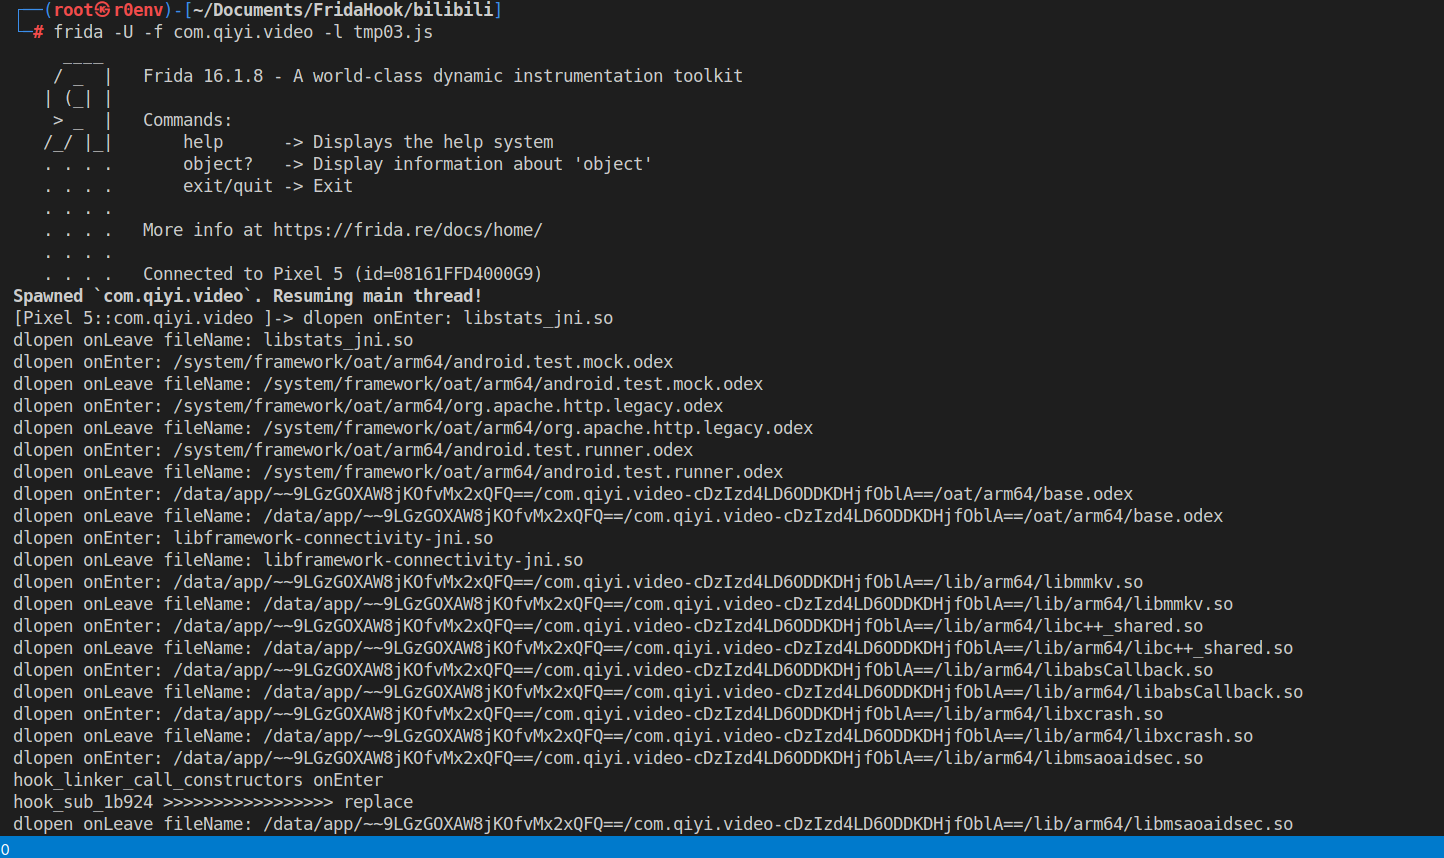 ┌──(root㉿r0env)-[~/Documents/FridaHook/bilibili]
└─# frida -U -f com.qiyi.video -l tmp03.js
     ____
    / _  |   Frida 16.1.8 - A world-class dynamic instrumentation toolkit
   | (_| |
    > _  |   Commands:
   /_/ |_|       help      -> Displays the help system
   . . . .       object?   -> Display information about 'object'
   . . . .       exit/quit -> Exit
   . . . .
   . . . .   More info at https://frida.re/docs/home/
   . . . .
   . . . .   Connected to Pixel 5 (id=08161FFD4000G9)
Spawned `com.qiyi.video`. Resuming main thread!
[Pixel 5::com.qiyi.video ]-> dlopen onEnter: libstats_jni.so
dlopen onLeave fileName: libstats_jni.so
dlopen onEnter: /system/framework/oat/arm64/android.test.mock.odex
dlopen onLeave fileName: /system/framework/oat/arm64/android.test.mock.odex
dlopen onEnter: /system/framework/oat/arm64/org.apache.http.legacy.odex
dlopen onLeave fileName: /system/framework/oat/arm64/org.apache.http.legacy.odex
dlopen onEnter: /system/framework/oat/arm64/android.test.runner.odex
dlopen onLeave fileName: /system/framework/oat/arm64/android.test.runner.odex
dlopen onEnter: /data/app/~~9LGzGOXAW8jKOfvMx2xQFQ==/com.qiyi.video-cDzIzd4LD6ODDKDHjfOblA==/oat/arm64/base.odex
dlopen onLeave fileName: /data/app/~~9LGzGOXAW8jKOfvMx2xQFQ==/com.qiyi.video-cDzIzd4LD6ODDKDHjfOblA==/oat/arm64/base.odex
dlopen onEnter: libframework-connectivity-jni.so
dlopen onLeave fileName: libframework-connectivity-jni.so
dlopen onEnter: /data/app/~~9LGzGOXAW8jKOfvMx2xQFQ==/com.qiyi.video-cDzIzd4LD6ODDKDHjfOblA==/lib/arm64/libmmkv.so
dlopen onLeave fileName: /data/app/~~9LGzGOXAW8jKOfvMx2xQFQ==/com.qiyi.video-cDzIzd4LD6ODDKDHjfOblA==/lib/arm64/libmmkv.so
dlopen onEnter: /data/app/~~9LGzGOXAW8jKOfvMx2xQFQ==/com.qiyi.video-cDzIzd4LD6ODDKDHjfOblA==/lib/arm64/libc++_shared.so
dlopen onLeave fileName: /data/app/~~9LGzGOXAW8jKOfvMx2xQFQ==/com.qiyi.video-cDzIzd4LD6ODDKDHjfOblA==/lib/arm64/libc++_shared.so
dlopen onEnter: /data/app/~~9LGzGOXAW8jKOfvMx2xQFQ==/com.qiyi.video-cDzIzd4LD6ODDKDHjfOblA==/lib/arm64/libabsCallback.so
dlopen onLeave fileName: /data/app/~~9LGzGOXAW8jKOfvMx2xQFQ==/com.qiyi.video-cDzIzd4LD6ODDKDHjfOblA==/lib/arm64/libabsCallback.so
dlopen onEnter: /data/app/~~9LGzGOXAW8jKOfvMx2xQFQ==/com.qiyi.video-cDzIzd4LD6ODDKDHjfOblA==/lib/arm64/libxcrash.so
dlopen onLeave fileName: /data/app/~~9LGzGOXAW8jKOfvMx2xQFQ==/com.qiyi.video-cDzIzd4LD6ODDKDHjfOblA==/lib/arm64/libxcrash.so
dlopen onEnter: /data/app/~~9LGzGOXAW8jKOfvMx2xQFQ==/com.qiyi.video-cDzIzd4LD6ODDKDHjfOblA==/lib/arm64/libmsaoaidsec.so
hook_linker_call_constructors onEnter
hook_sub_1b924 >>>>>>>>>>>>>>>>> replace
dlopen onLeave fileName: /data/app/~~9LGzGOXAW8jKOfvMx2xQFQ==/com.qiyi.video-cDzIzd4LD6ODDKDHjfOblA==/lib/arm64/libmsaoaidsec.so
0